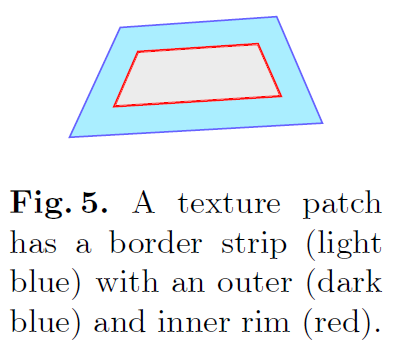 Fig. 5. A texture patch
has a border strip (light
blue) with an outer (dark
blue) and inner rim (red).